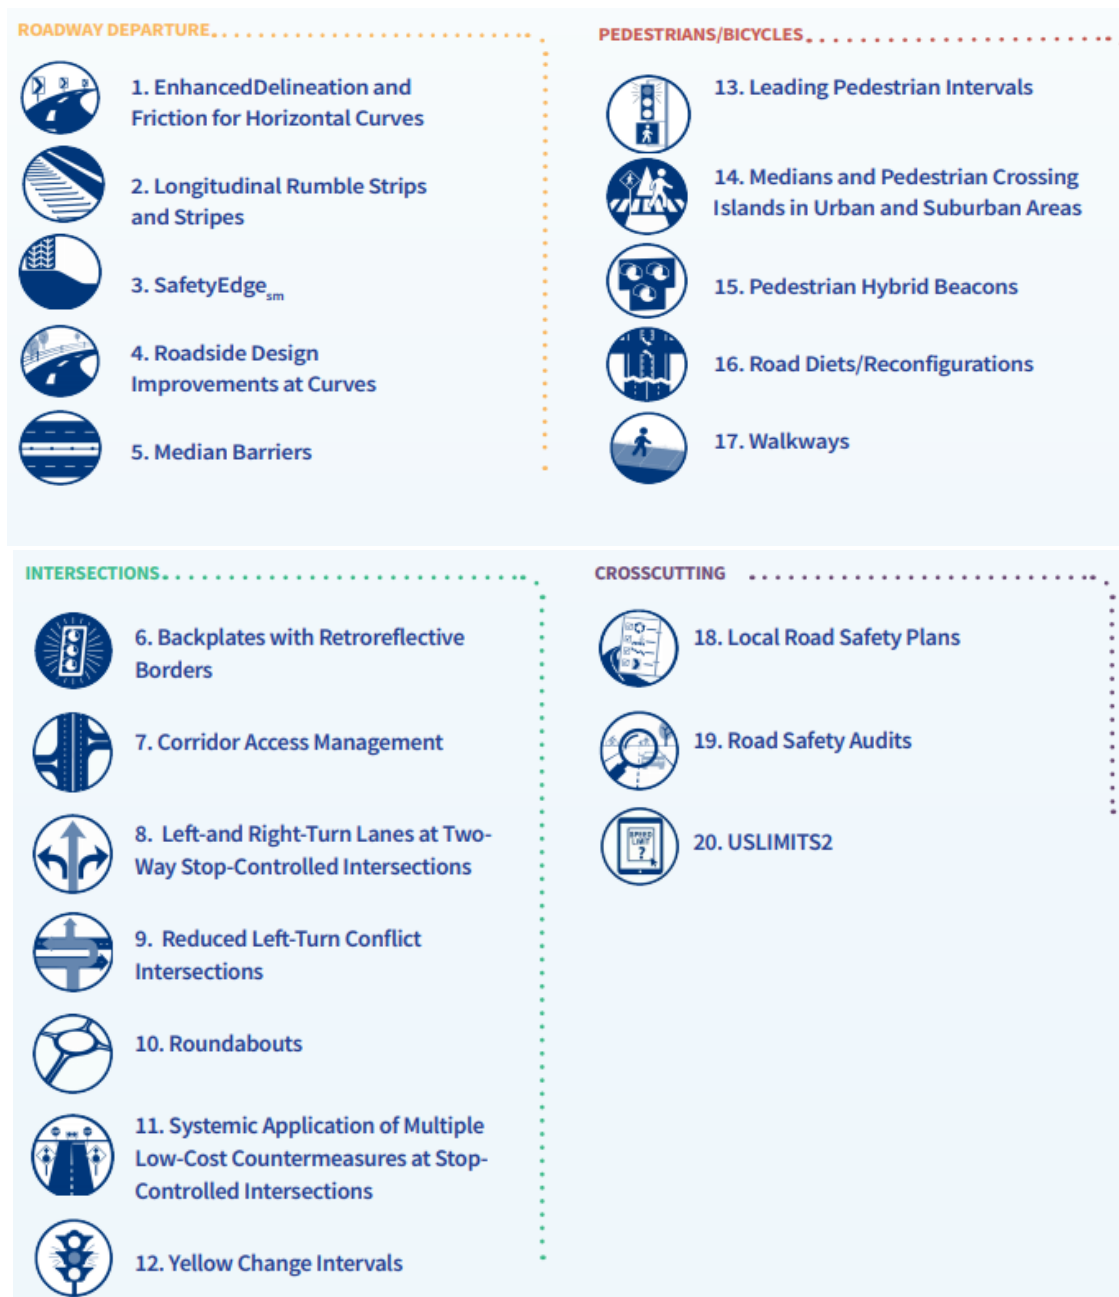 ROADWAY DEPARTURE
1. EnhancedDelineation and
Friction for Horizontal Curves
2. Longitudinal Rumble Strips
and Stripes
3. SafetyEdgesm
4. Roadside Design
Improvements at Curves
5. Median Barriers
PEDESTRIANS/BICYCLES
13. Leading Pedestrian Intervals
14. Medians and Pedestrian Crossing
Islands in Urban and Suburban Areas
15. Pedestrian Hybrid Beacons
16. Road Diets/Reconfigurations
17. Walkways
INTERSECTIONS
6. Backplates with Retroreflective
Borders
7. Corridor Access Management
8. Left-and Right-Turn Lanes at Two-
Way Stop-Controlled Intersections
9. Reduced Left-Turn Conflict
Intersections
10. Roundabouts
11. Systemic Application of Multiple
Low-Cost Countermeasures at Stop-
Controlled Intersections
12. Yellow Change Intervals
CROSSCUTTING
18. Local Road Safety Plans
19. Road Safety Audits
SPEED
LIMIT
?
20. USLIMITS2